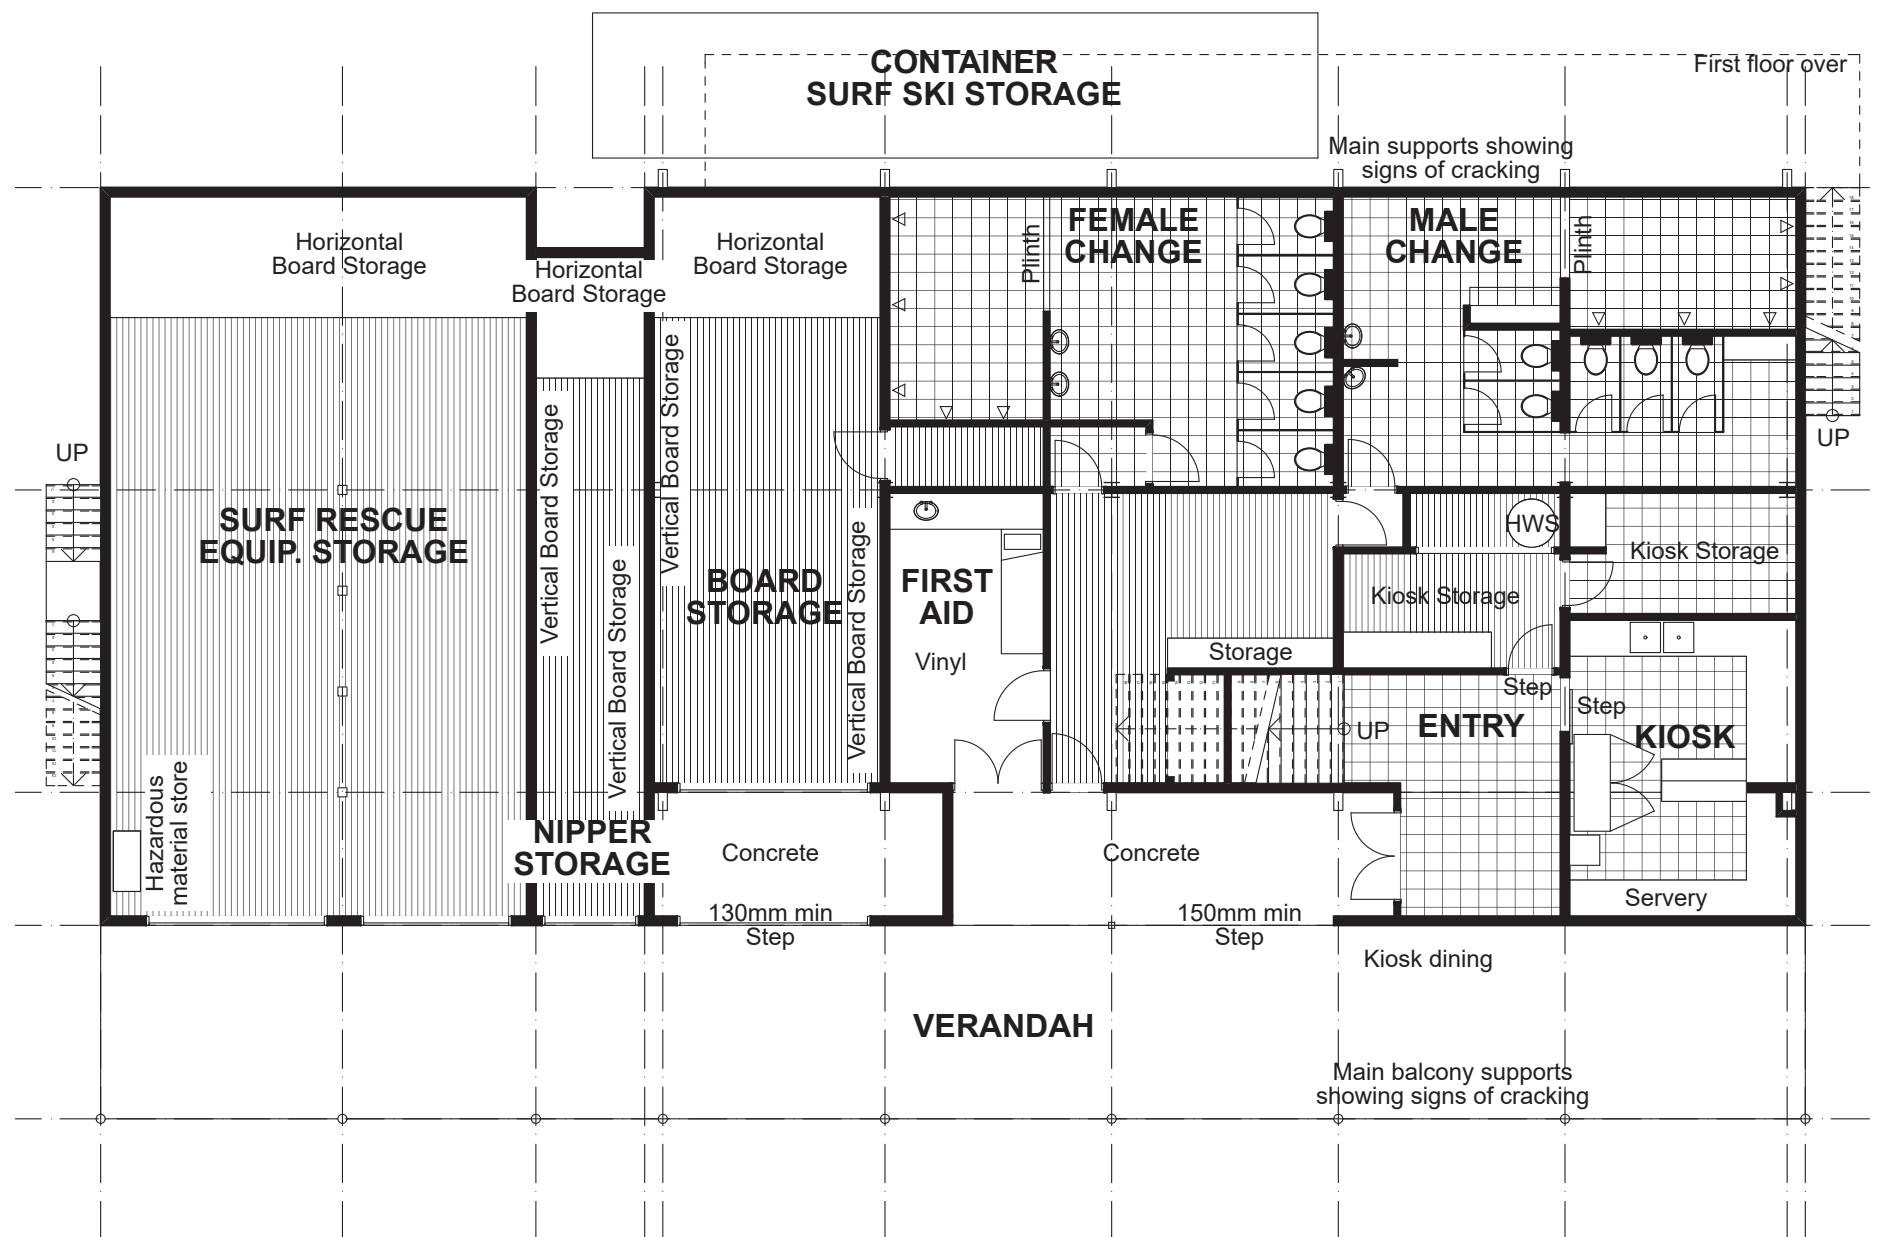 CONTAINER
SURF SKI STORAGE
First floor over
Main supports showing
signs of cracking
Horizontal
Board Storage
Horizontal
Board Storage
Horizontal
Board Storage
Plinth
FEMALE
CHANGE
MALE
CHANGE
Plinth
UP
UP
Vertical Board Storage
Vertical Board Storage
Vertical Board Storage
Vertical Board Storage
SURF RESCUE
EQUIP. STORAGE
BOARD
STORAGE
FIRST
AID
Vinyl
HWS
Kiosk Storage
Kiosk Storage
Storage
Step
Step
UP
ENTRY
KIOSK
Hazardous
material store
NIPPER
STORAGE
Concrete
Concrete
Servery
130mm min
Step
150mm min
Step
Kiosk dining
VERANDAH
Main balcony supports
showing signs of cracking